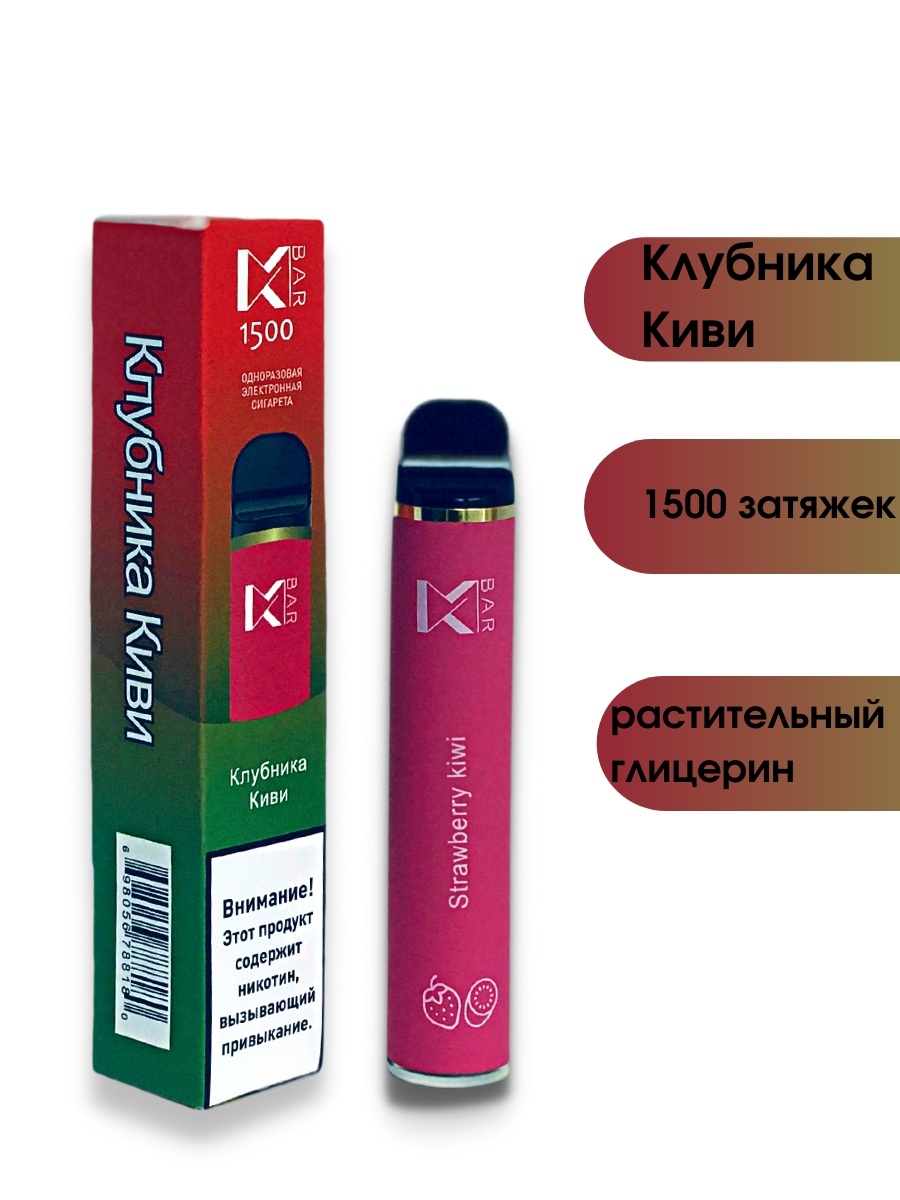 Клубника Киви
K BAR
1500
ОДНОРАЗОВАЯ
ЭЛЕКТРОННАЯ
СИГАРЕТА
K BAR
Клубника
Киви
Внимание!
Этот продукт
содержит
никотин,
вызывающий
привыкание.
K BAR
Strawberry kiwi
Клубника
Киви
1500 затяжек
растительный
глицерин